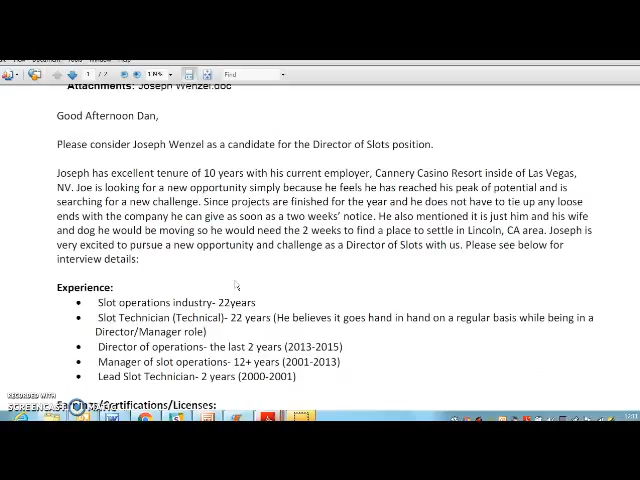 1 / 2
139%
Find
Attachments: Joseph Wenzel.doc
Good Afternoon Dan,
Please consider Joseph Wenzel as a candidate for the Director of Slots position.
Joseph has excellent tenure of 10 years with his current employer, Cannery Casino Resort inside of Las Vegas,
NV. Joe is looking for a new opportunity simply because he feels he has reached his peak of potential and is
searching for a new challenge. Since projects are finished for the year and he does not have to tie up any loose
ends with the company he can give as soon as a two weeks' notice. He also mentioned it is just him and his wife
and dog he would be moving so he would need the 2 weeks to find a place to settle in Lincoln, CA area. Joseph is
very excited to pursue a new opportunity and challenge as a Director of Slots with us. Please see below for
interview details:
Experience:
• Slot operations industry- 22years
• Slot Technician (Technical)- 22 years (He believes it goes hand in hand on a regular basis while being in a
Director/Manager role)
• Director of operations- the last 2 years (2013-2015)
• Manager of slot operations- 12+ years (2001-2013)
• Lead Slot Technician- 2 years (2000-2001)
RECORDED WITH
SCREENCAST-O-MATIC
Earnings/Certifications/Licenses: